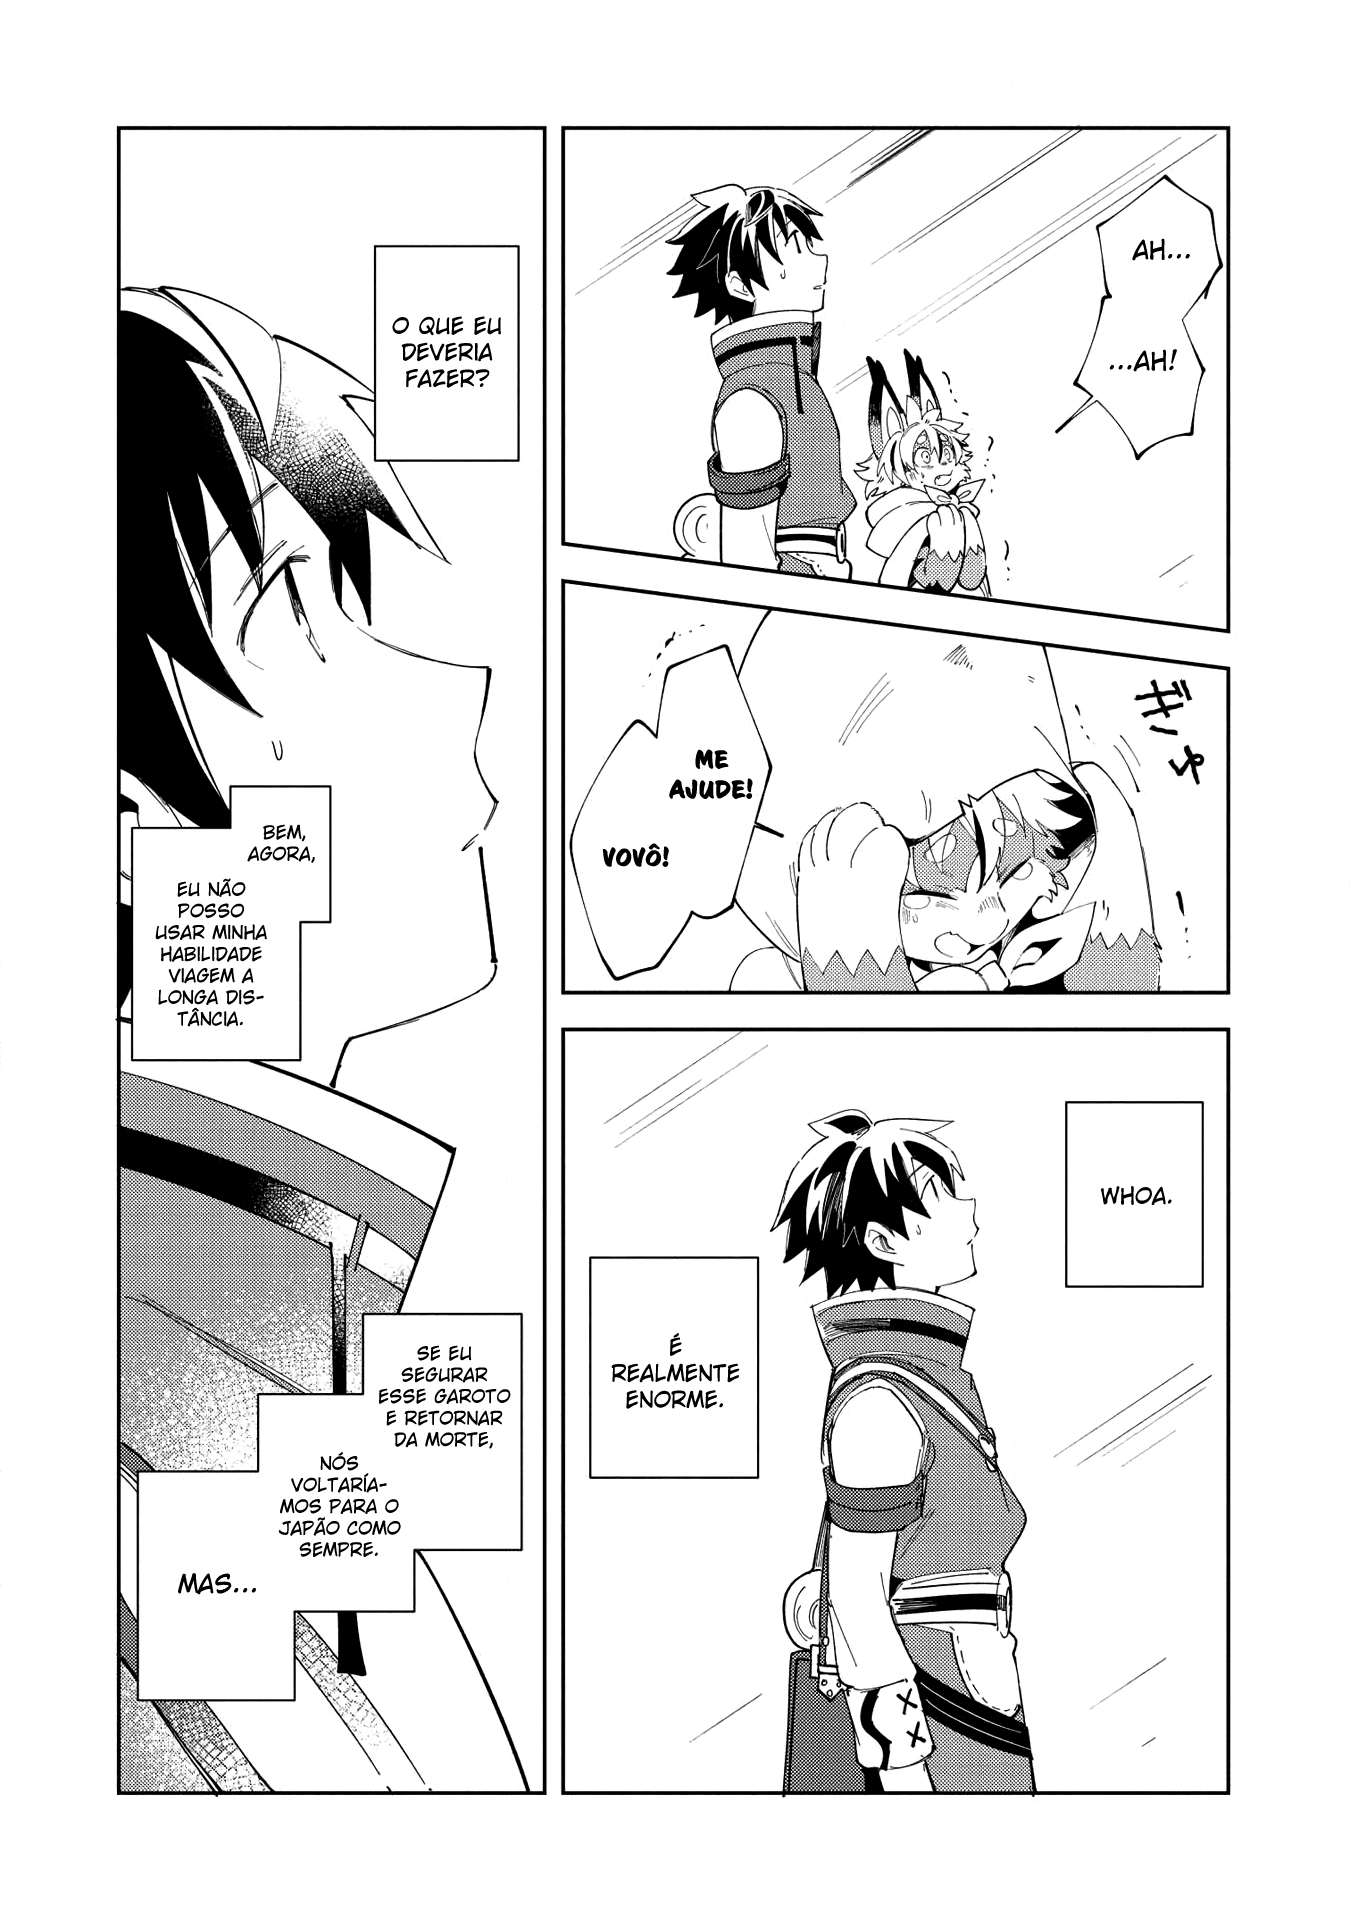 AH...
...AH!
ME
AJUDE!
VOVÔ!
WHOA.
É
REALMENTE
ENORME.
O QUE EU
DEVERIA
FAZER?
BEM,
AGORA,
EU NÃO
POSSO
USAR MINHA
HABILIDADE
VIAGEM A
LONGA DIS-
TÂNCIA.
SE EU
SEGURAR
ESSE GAROTO
E RETORNAR
DA MORTE,
NÓS
VOLTARÍA-
MOS PARA O
JAPÃO COMO
SEMPRE.
MAS...